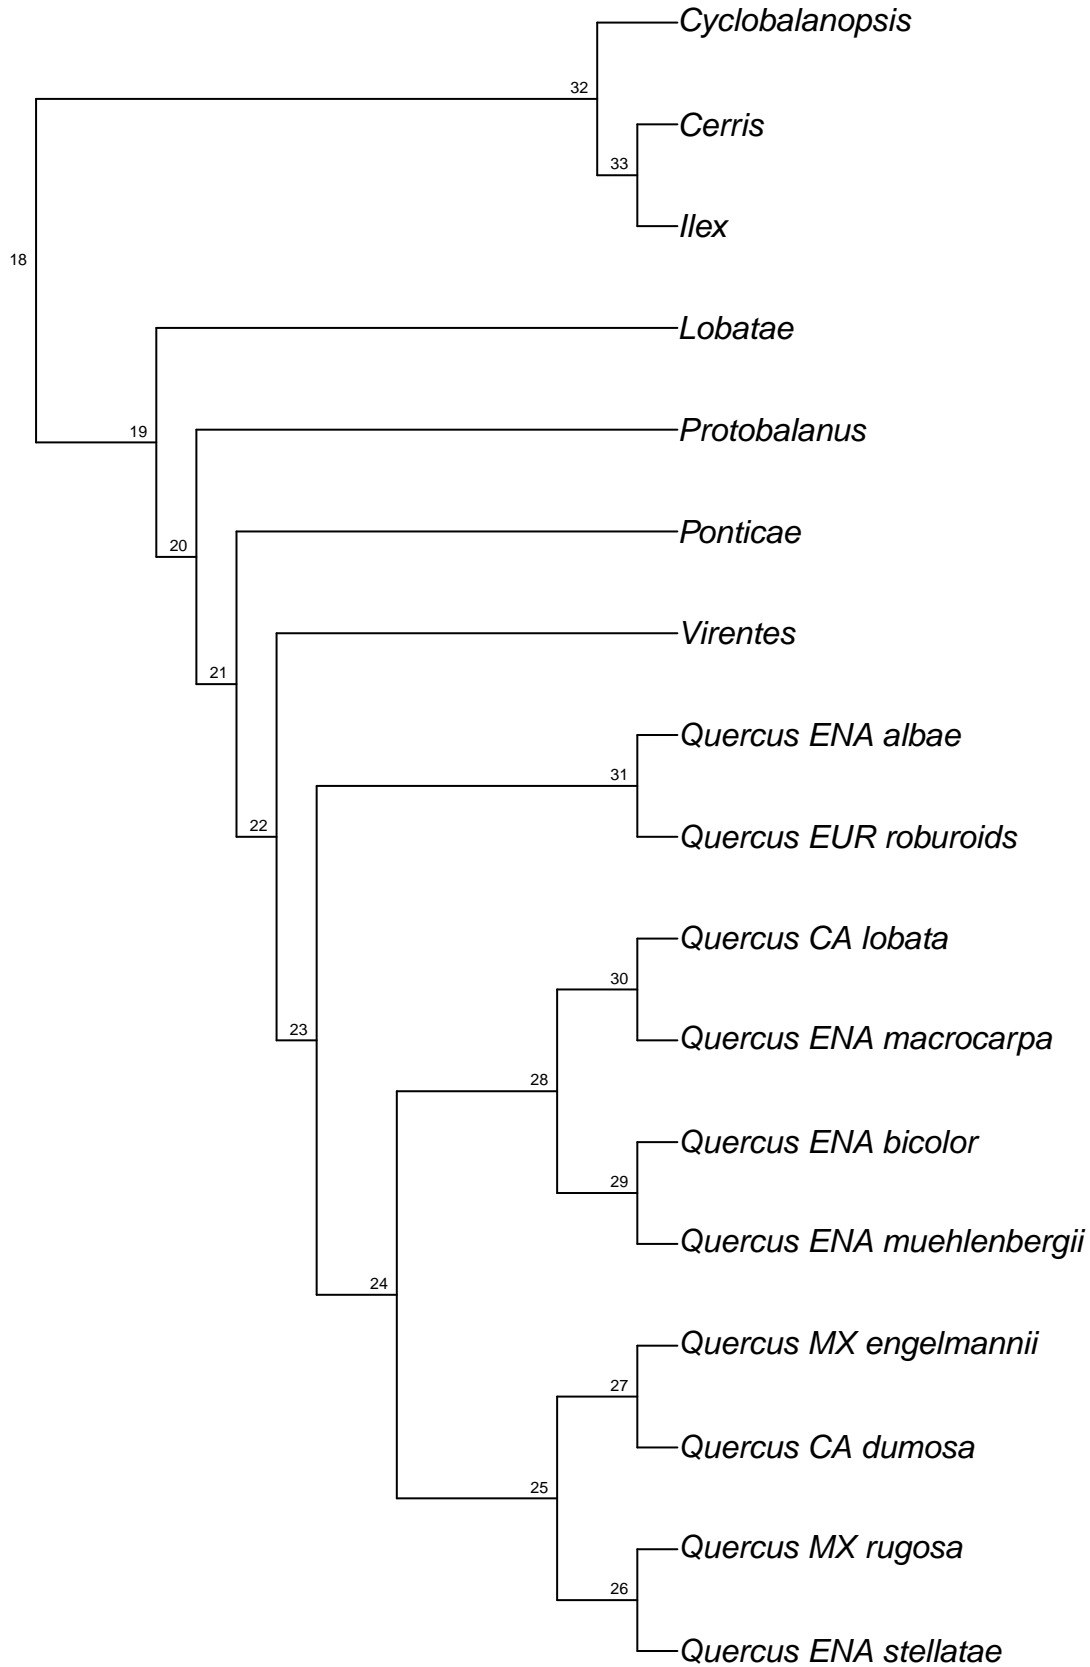 Cyclobalanopsis
32
Cerris
33
Ilex
18
Lobatae
19
Protobalanus
20
Ponticae
21
Virentes
22
Quercus ENA albae
31
Quercus EUR roburoids
23
Quercus CA lobata
30
Quercus ENA macrocarpa
28
Quercus ENA bicolor
29
Quercus ENA muehlenbergii
24
Quercus MX engelmannii
27
Quercus CA dumosa
25
Quercus MX rugosa
26
Quercus ENA stellatae